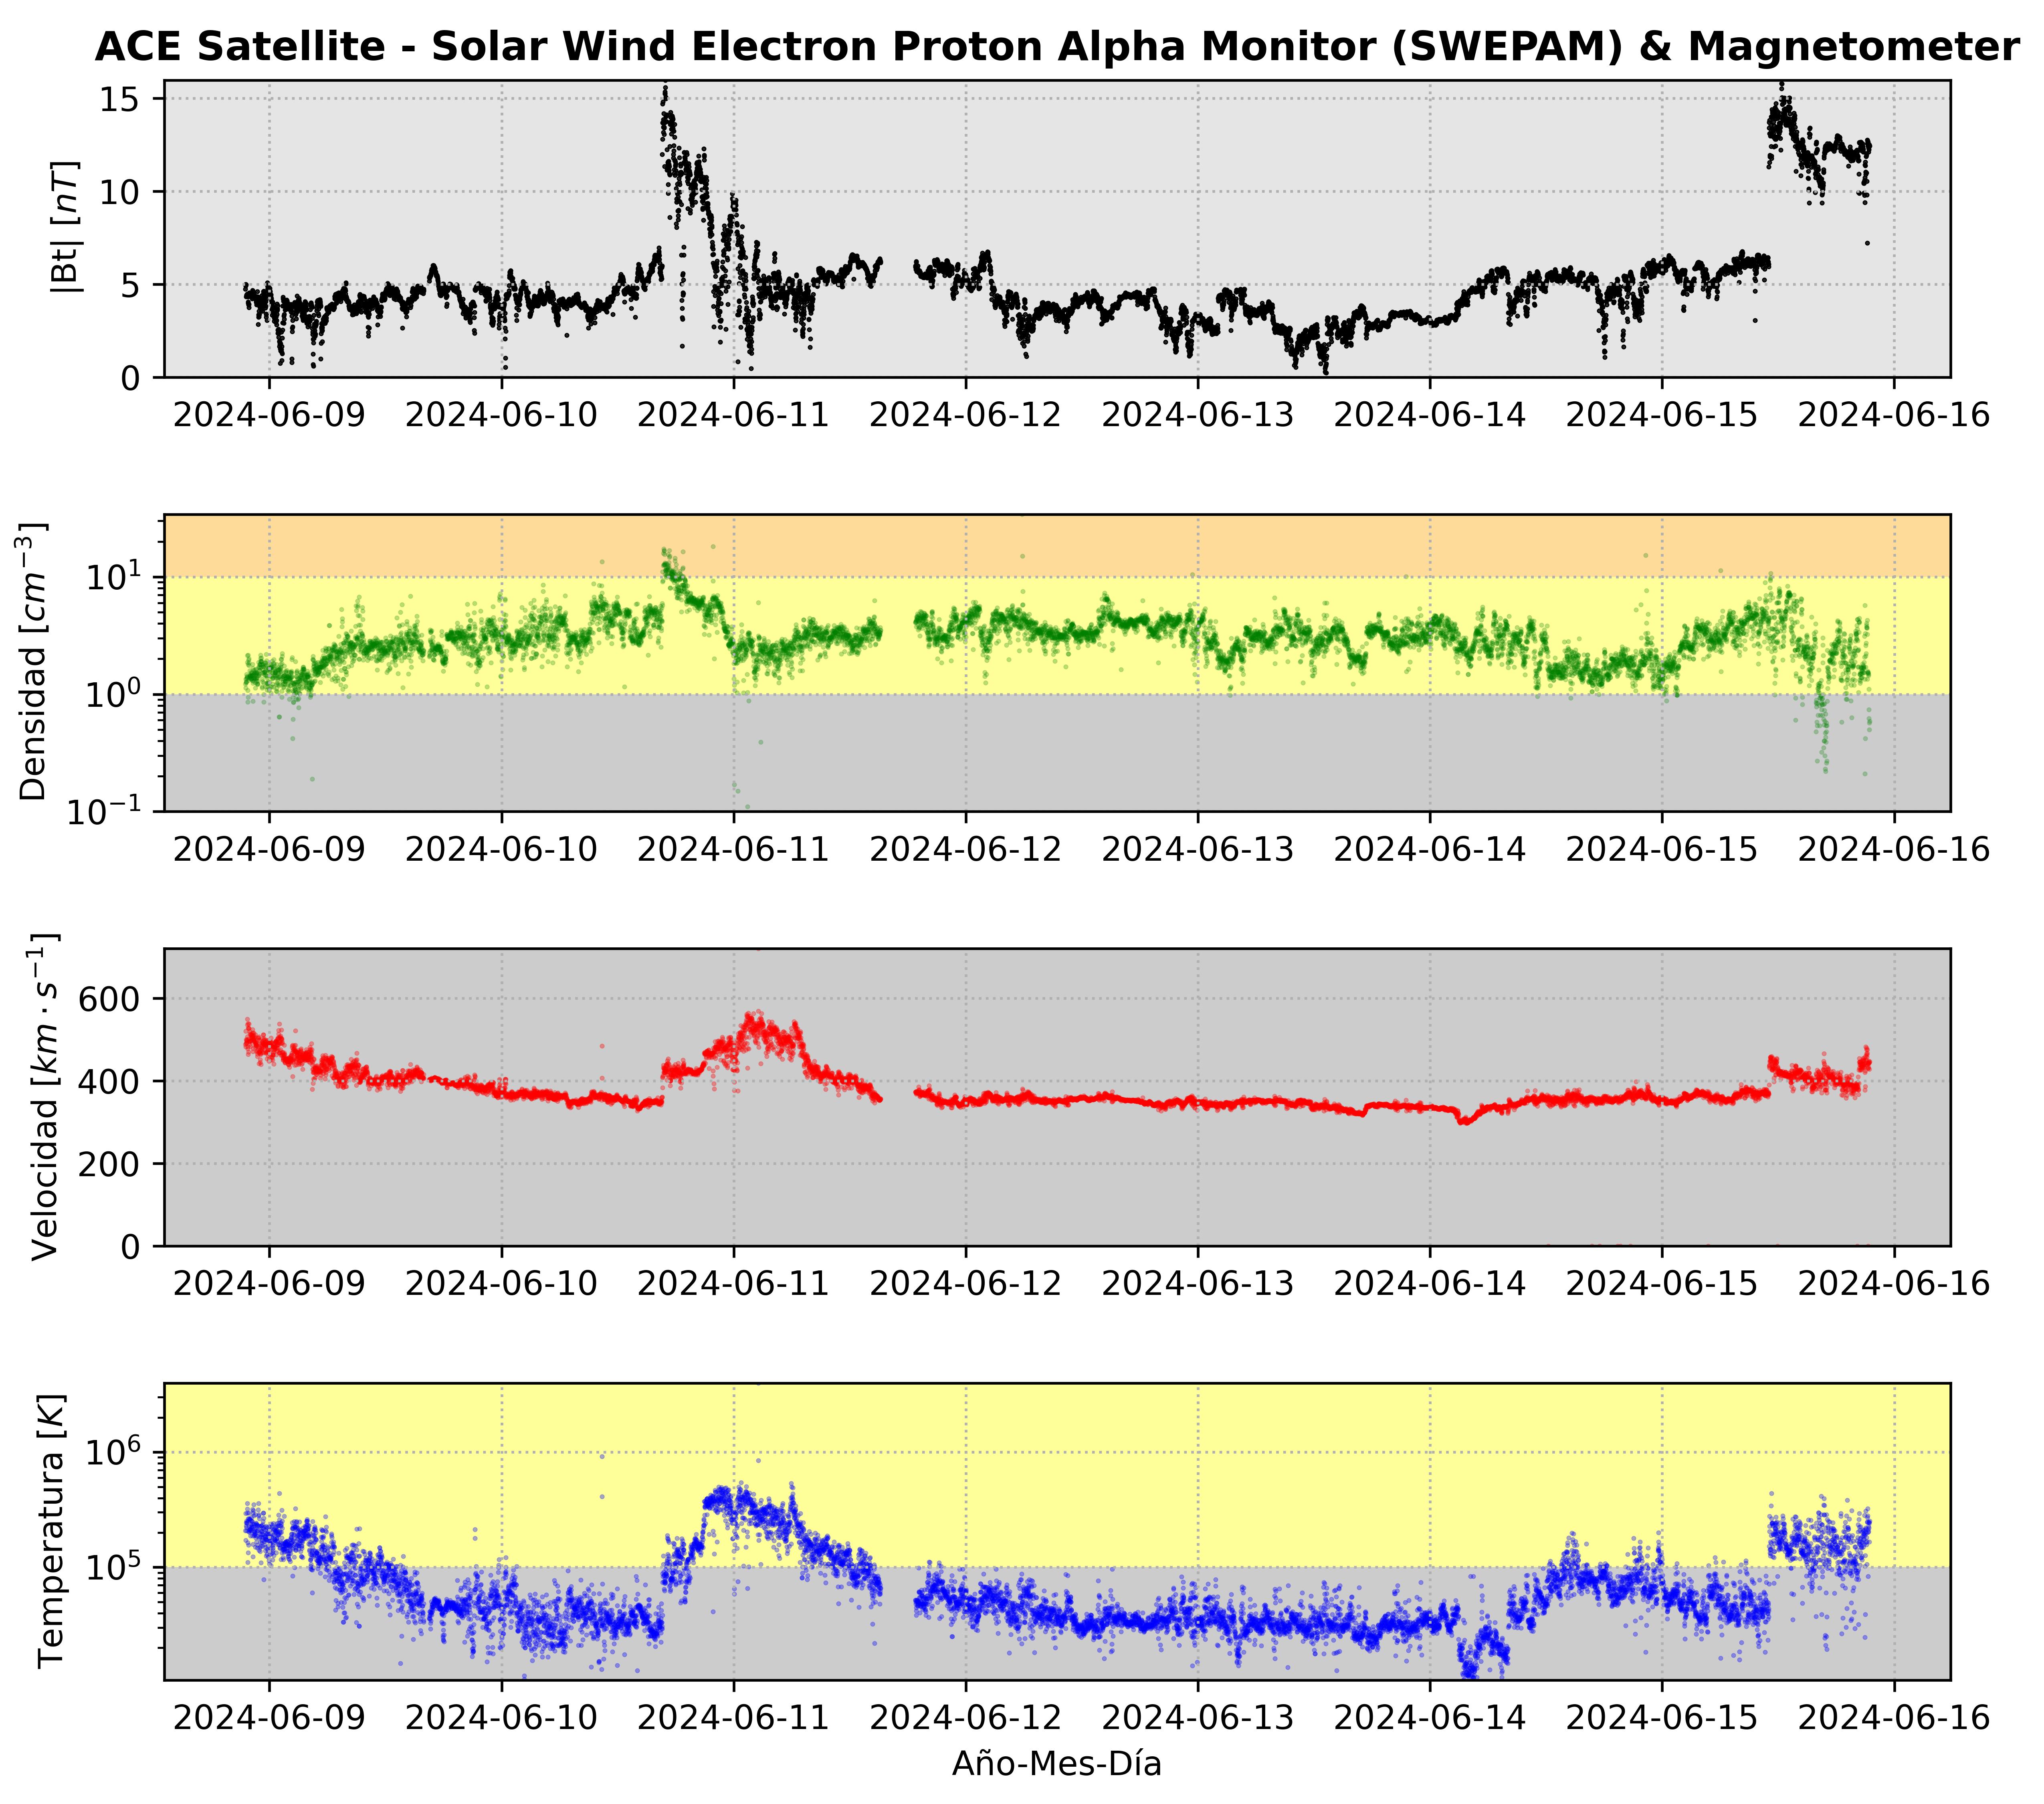 ACE Satellite - Solar Wind Electron Proton Alpha Monitor (SWEPAM) & Magnetometer
|Bt| [nT]
15
10
5
0
2024-06-09 2024-06-10 2024-06-11 2024-06-12 2024-06-13 2024-06-14 2024-06-15 2024-06-16
Densidad [cm⁻³]
10¹
10⁰
10⁻¹
2024-06-09 2024-06-10 2024-06-11 2024-06-12 2024-06-13 2024-06-14 2024-06-15 2024-06-16
Velocidad [km · s⁻¹]
600
400
200
0
2024-06-09 2024-06-10 2024-06-11 2024-06-12 2024-06-13 2024-06-14 2024-06-15 2024-06-16
Temperatura [K]
10⁶
10⁵
2024-06-09 2024-06-10 2024-06-11 2024-06-12 2024-06-13 2024-06-14 2024-06-15 2024-06-16
Año-Mes-Día